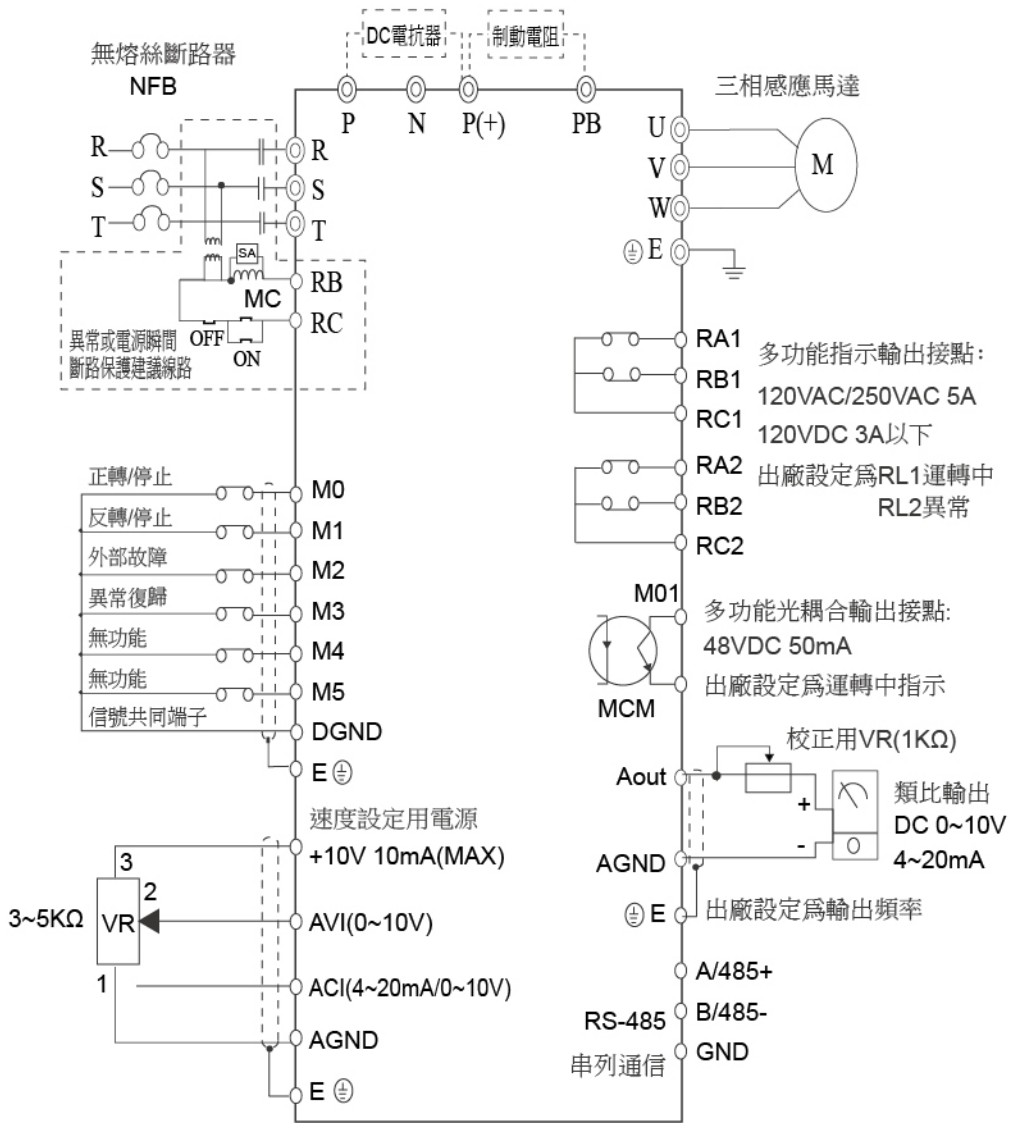 DC電抗器
制動電阻
無熔絲斷路器
NFB
三相感應馬達
P
N
P(+)
PB
R
R
S
S
T
T
U
V
W
E
M
SA
MC
RB
RC
OFF
ON
異常或電源瞬間
斷路保護建議線路
RA1
RB1
RC1
多功能指示輸出接點:
120VAC/250VAC 5A
120VDC 3A以下
RA2
RB2
RC2
出廠設定爲RL1運轉中
RL2異常
正轉/停止
M0
反轉/停止
M1
外部故障
M2
異常復歸
M3
無功能
M4
無功能
M5
信號共同端子
DGND
E
M01
MCM
多功能光耦合輸出接點:
48VDC 50mA
出廠設定爲運轉中指示
校正用VR(1KΩ)
Aout
+
-
0
類比輸出
DC 0~10V
4~20mA
AGND
E
出廠設定爲輸出頻率
速度設定用電源
+10V 10mA(MAX)
3
2
3~5KΩ
VR
1
AVI(0~10V)
ACI(4~20mA/0~10V)
AGND
E
A/485+
RS-485
B/485-
串列通信
GND